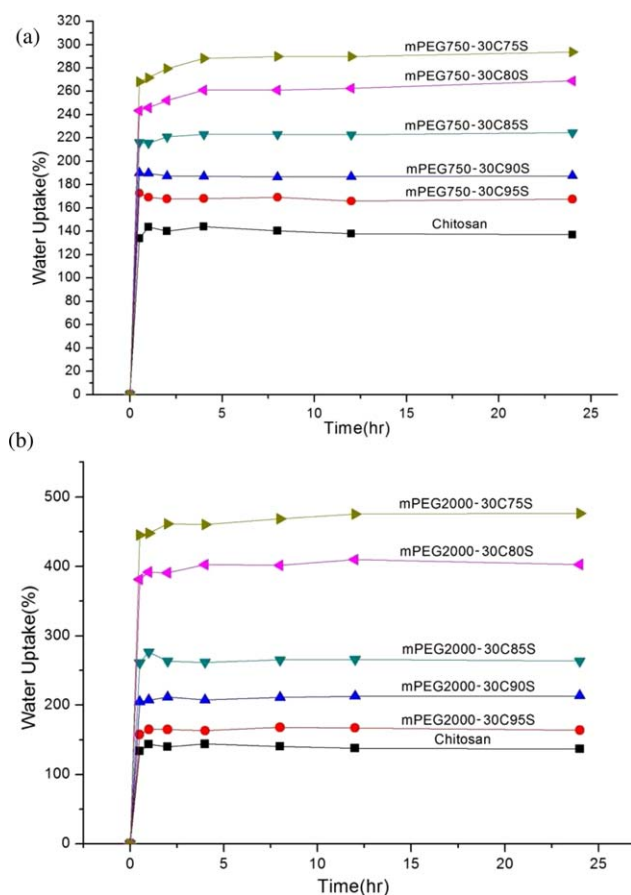 (a)
320
300
280
260
240
220
200
180
160
140
120
100
80
60
40
20
0
Water Uptake(%)
mPEG750-30C75S
mPEG750-30C80S
mPEG750-30C85S
mPEG750-30C90S
mPEG750-30C95S
Chitosan
0 5 10 15 20 25
Time(hr)
(b)
500
400
300
200
100
0
Water Uptake(%)
mPEG2000-30C75S
mPEG2000-30C80S
mPEG2000-30C85S
mPEG2000-30C90S
mPEG2000-30C95S
Chitosan
0 5 10 15 20 25
Time(hr)